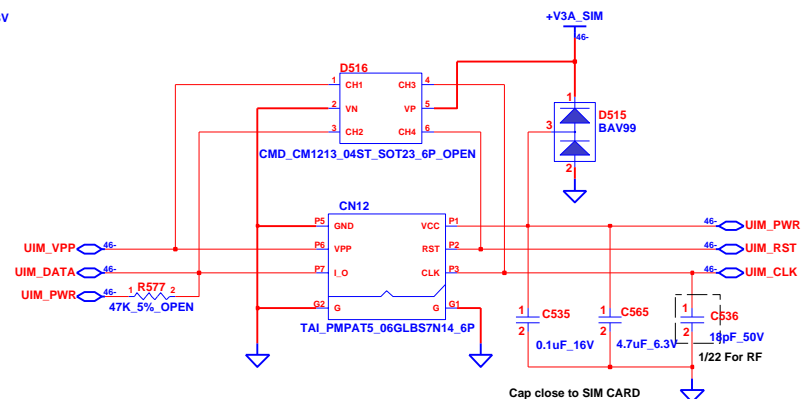 V
+V3A_SIM
46-
D516
1 CH1 CH3 4
2 VN VP 5
3 CH2 CH4 6
CMD_CM1213_04ST_SOT23_6P_OPEN
1
D515
3 BAV99
2
CN12
P5 GND VCC P1 46- UIM_PWR
UIM_VPP 46- P6 VPP RST P2 46- UIM_RST
UIM_DATA 46- P7 I_O CLK P3 46- UIM_CLK
UIM_PWR 46- 1 R577 2
47K_5%_OPEN
G2 G G G1
TAI_PMPAT5_06GLBS7N14_6P
1 C535
2
0.1uF_16V
1 C565
2
4.7uF_6.3V
1 C536
2
18pF_50V
1/22 For RF
Cap close to SIM CARD